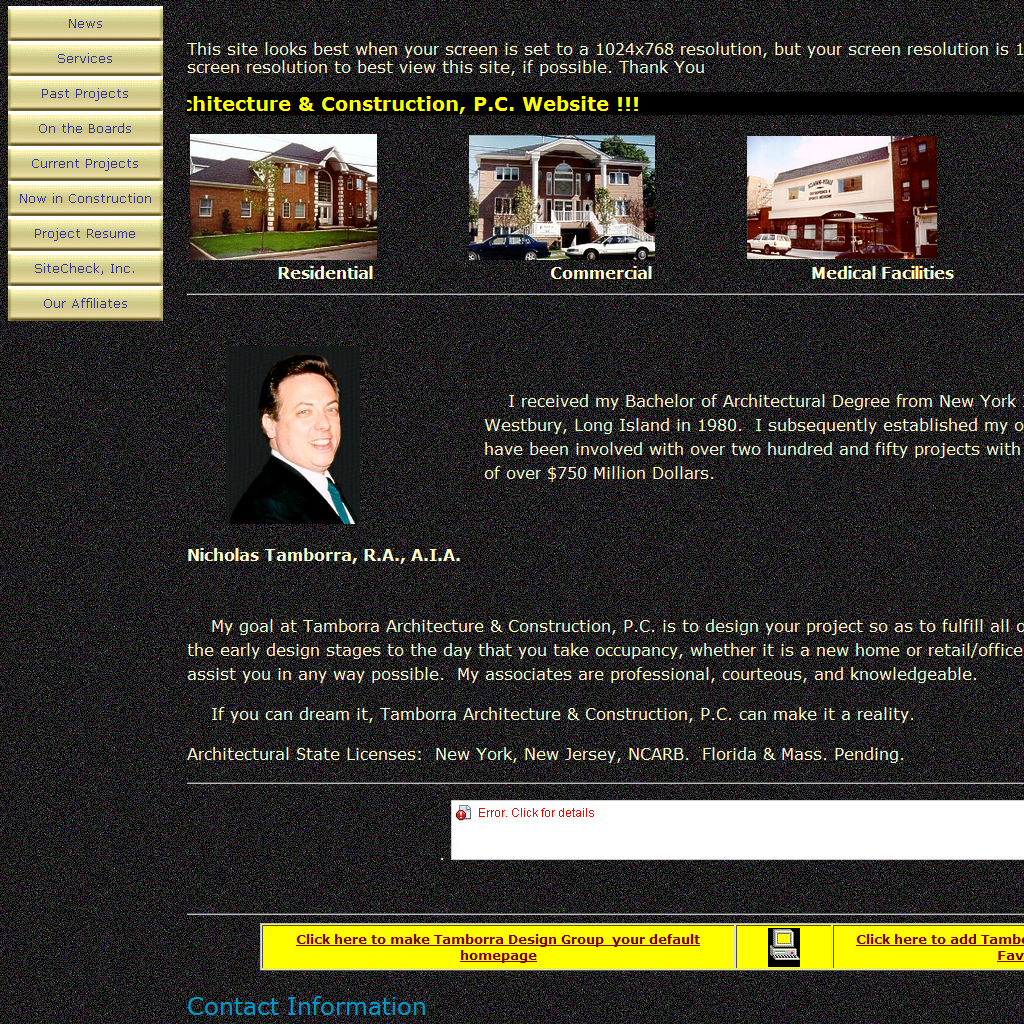 News
Services
Past Projects
On the Boards
Current Projects
Now in Construction
Project Resume
SiteCheck, Inc.
Our Affiliates
This site looks best when your screen is set to a 1024x768 resolution, but your screen resolution is 1
screen resolution to best view this site, if possible. Thank You
chitecture & Construction, P.C. Website !!!
Residential
Commercial
Medical Facilities
I received my Bachelor of Architectural Degree from New York
Westbury, Long Island in 1980.  I subsequently established my o
have been involved with over two hundred and fifty projects with
of over $750 Million Dollars.
Nicholas Tamborra, R.A., A.I.A.
My goal at Tamborra Architecture & Construction, P.C. is to design your project so as to fulfill all o
the early design stages to the day that you take occupancy, whether it is a new home or retail/office
assist you in any way possible.  My associates are professional, courteous, and knowledgeable.
If you can dream it, Tamborra Architecture & Construction, P.C. can make it a reality.
Architectural State Licenses:  New York, New Jersey, NCARB.  Florida & Mass. Pending.
Error. Click for details
.
Click here to make Tamborra Design Group  your default
homepage
Click here to add Tambo
Fav
Contact Information